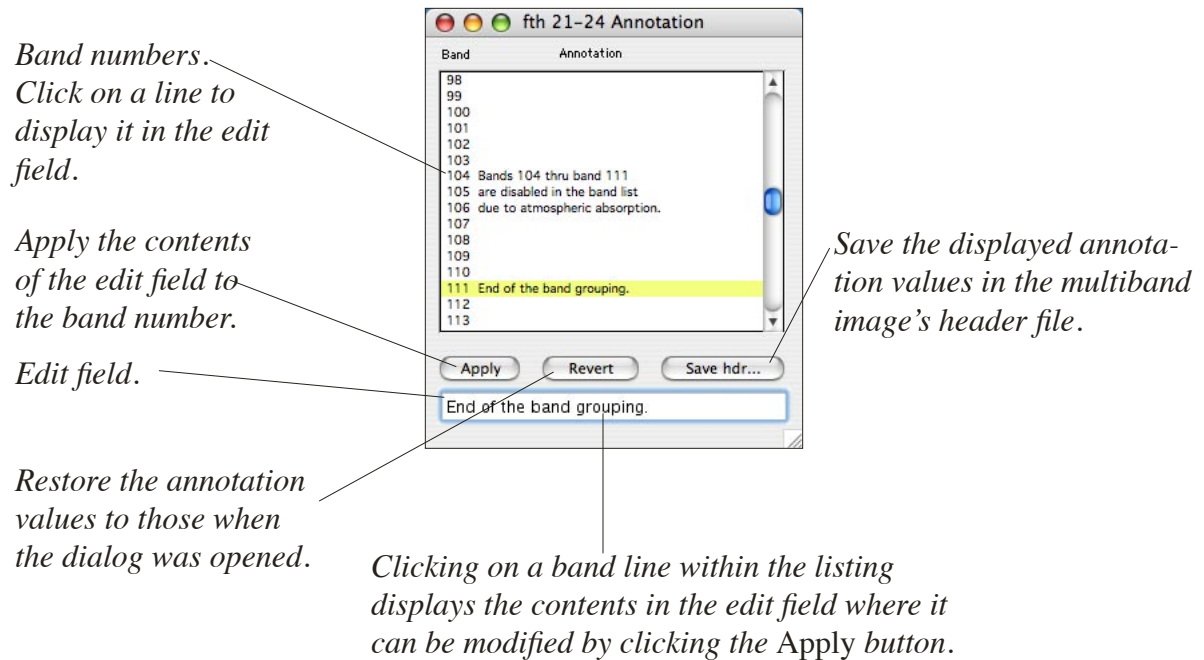 fth 21-24 Annotation
Band Annotation
98
99
100
101
102
103
104 Bands 104 thru band 111
105 are disabled in the band list
106 due to atmospheric absorption.
107
108
109
110
111 End of the band grouping.
112
113
Apply Revert Save hdr...
End of the band grouping.
Band numbers.
Click on a line to
display it in the edit
field.
Apply the contents
of the edit field to
the band number.
Edit field.
Restore the annotation
values to those when
the dialog was opened.
Save the displayed annota-
tion values in the multiband
image’s header file.
Clicking on a band line within the listing
displays the contents in the edit field where it
can be modified by clicking the Apply button.